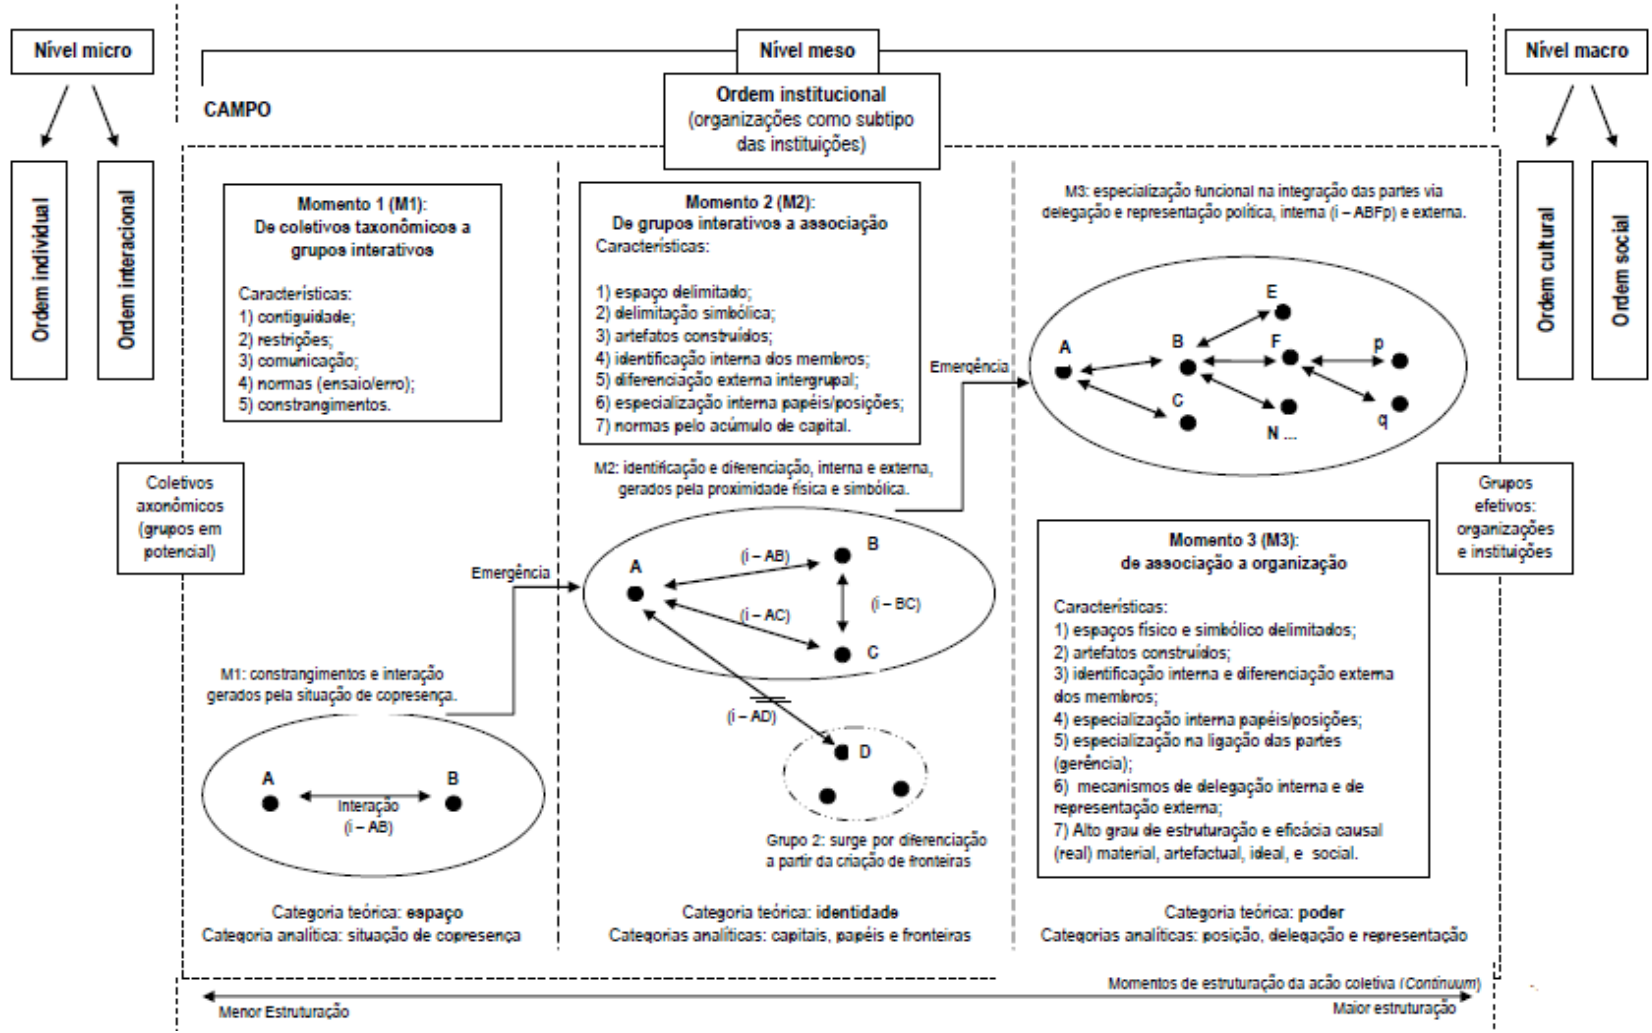 Nível micro
Nível meso
Nível macro
Ordem institucional
(organizações como subtipo
das instituições)
CAMPO
Ordem individual
Ordem interacional
Ordem cultural
Ordem social
Momento 1 (M1):
De coletivos taxonômicos a
grupos interativos
Características:
1) contiguidade;
2) restrições;
3) comunicação;
4) normas (ensaio/erro);
5) constrangimentos.
Momento 2 (M2):
De grupos interativos a associação
Características:
1) espaço delimitado;
2) delimitação simbólica;
3) artefatos construídos;
4) identificação interna dos membros;
5) diferenciação externa intergrupal;
6) especialização interna papéis/posições;
7) normas pelo acúmulo de capital.
M3: especialização funcional na integração das partes via
delegação e representação política, interna (i – ABFp) e externa.
E
A
B
F
p
C
N ...
q
Emergência
Coletivos
axonômicos
(grupos em
potencial)
M2: identificação e diferenciação, interna e externa,
gerados pela proximidade física e simbólica.
Grupos
efetivos:
organizações
e instituições
Momento 3 (M3):
de associação a organização
Características:
1) espaços físico e simbólico delimitados;
2) artefatos construídos;
3) identificação interna e diferenciação externa
dos membros;
4) especialização interna papéis/posições;
5) especialização na ligação das partes
(gerência);
6) mecanismos de delegação interna e de
representação externa;
7) Alto grau de estruturação e eficácia causal
(real) material, artefactual, ideal, e social.
Emergência
A
(i – AB)
B
(i – AC)
(i – BC)
C
(i – AD)
D
Grupo 2: surge por diferenciação
a partir da criação de fronteiras
M1: constrangimentos e interação
gerados pela situação de copresença.
A
B
Interação
(i – AB)
Categoria teórica: espaço
Categoria analítica: situação de copresença
Categoria teórica: identidade
Categorias analíticas: capitais, papéis e fronteiras
Categoria teórica: poder
Categorias analíticas: posição, delegação e representação
Momentos de estruturação da acão coletiva (Continuum)
Menor Estruturação
Maior estruturação